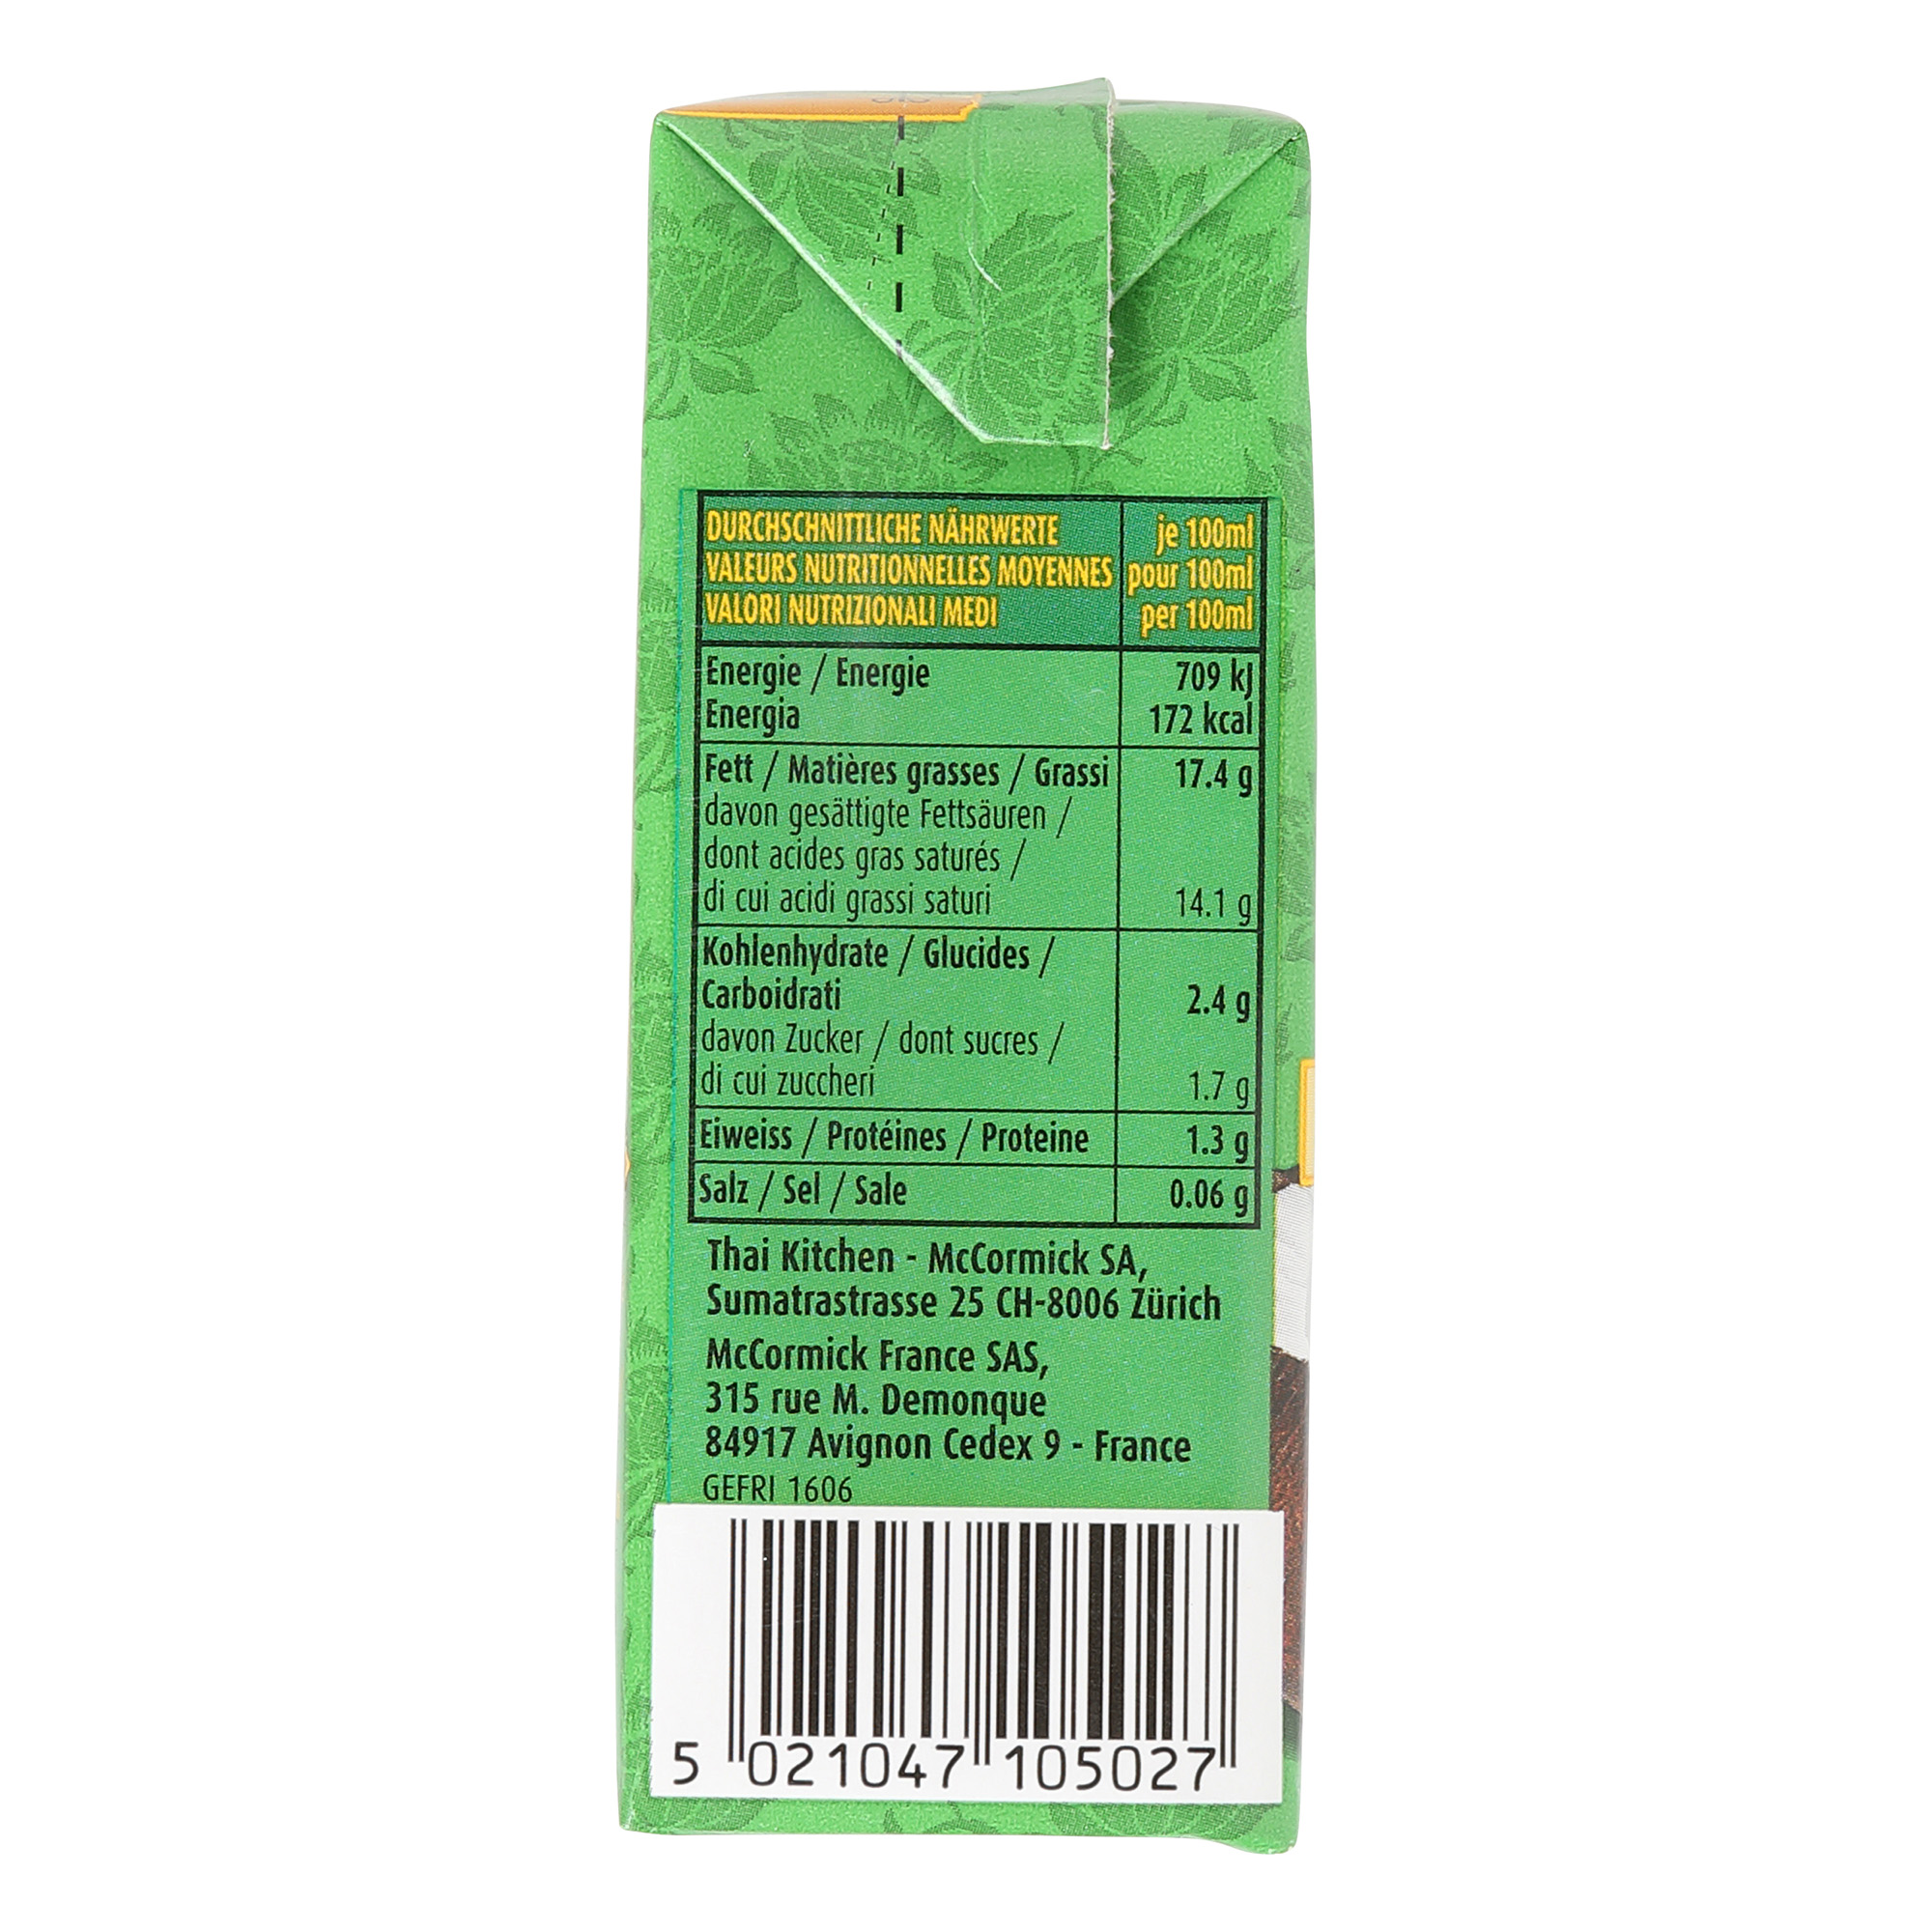 DURCHSCHNITTLICHE NÄHRWERTE je 100ml
VALEURS NUTRITIONNELLES MOYENNES pour 100ml
VALORI NUTRIZIONALI MEDI per 100ml
Energie / Energie 709 kJ
Energia 172 kcal
Fett / Matières grasses / Grassi 17.4 g
davon gesättigte Fettsäuren /
dont acides gras saturés /
di cui acidi grassi saturi 14.1 g
Kohlenhydrate / Glucides /
Carboidrati 2.4 g
davon Zucker / dont sucres /
di cui zuccheri 1.7 g
Eiweiss / Protéines / Proteine 1.3 g
Salz / Sel / Sale 0.06 g
Thai Kitchen - McCormick SA,
Sumatrastrasse 25 CH-8006 Zürich
McCormick France SAS,
315 rue M. Demonque
84917 Avignon Cedex 9 - France
GEFRI 1606
5 021047 105027